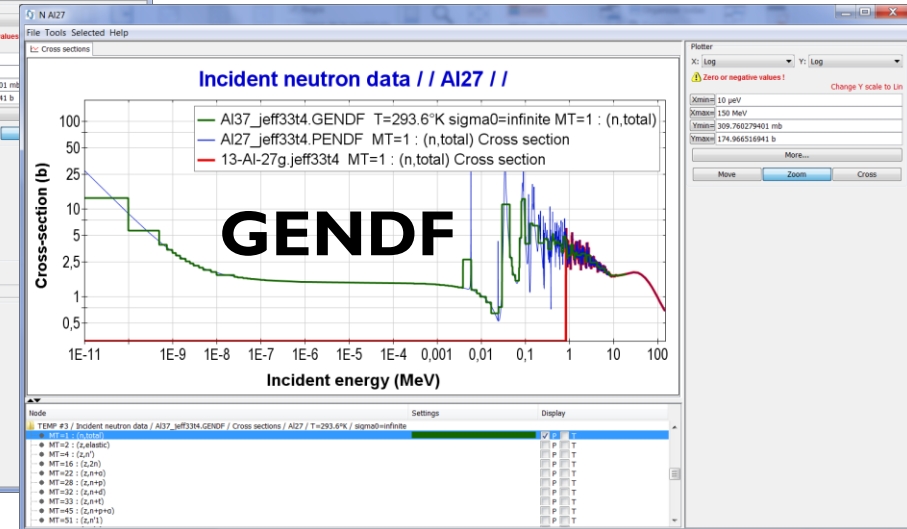 values
01 mb
41 b
N Al27
File Tools Selected Help
Cross sections
Incident neutron data / / Al27 / /
Al37_jeff33t4.GENDF T=293.6°K sigma0=infinite MT=1 : (n,total)
Al27_jeff33t4.PENDF MT=1 : (n,total) Cross section
13-Al-27g.jeff33t4 MT=1 : (n,total) Cross section
GENDF
Cross-section (b)
100
50
25
10
5
2,5
1
0,5
1E-11 1E-9 1E-8 1E-7 1E-6 1E-5 1E-4 0,001 0,01 0,1 1 10 100
Incident energy (MeV)
Plotter
X: Log Y: Log
Zero or negative values !
Change Y scale to Lin
Xmin= 10 µeV
Xmax= 150 MeV
Ymin= 309.760279401 mb
Ymax= 174.966516941 b
More...
Move Zoom Cross
Node Settings Display
TEMP #3 / Incident neutron data / Al37_jeff33t4.GENDF / Cross sections / Al27 / T=293.6°K / sigma0=infinite
MT=1 : (n,total) P T
MT=2 : (z,elastic) P T
MT=4 : (z,n') P T
MT=16 : (z,2n) P T
MT=22 : (z,n+α) P T
MT=28 : (z,n+p) P T
MT=32 : (z,n+d) P T
MT=33 : (z,n+t) P T
MT=45 : (z,n+p+α) P T
MT=51 : (z,n'1) P T